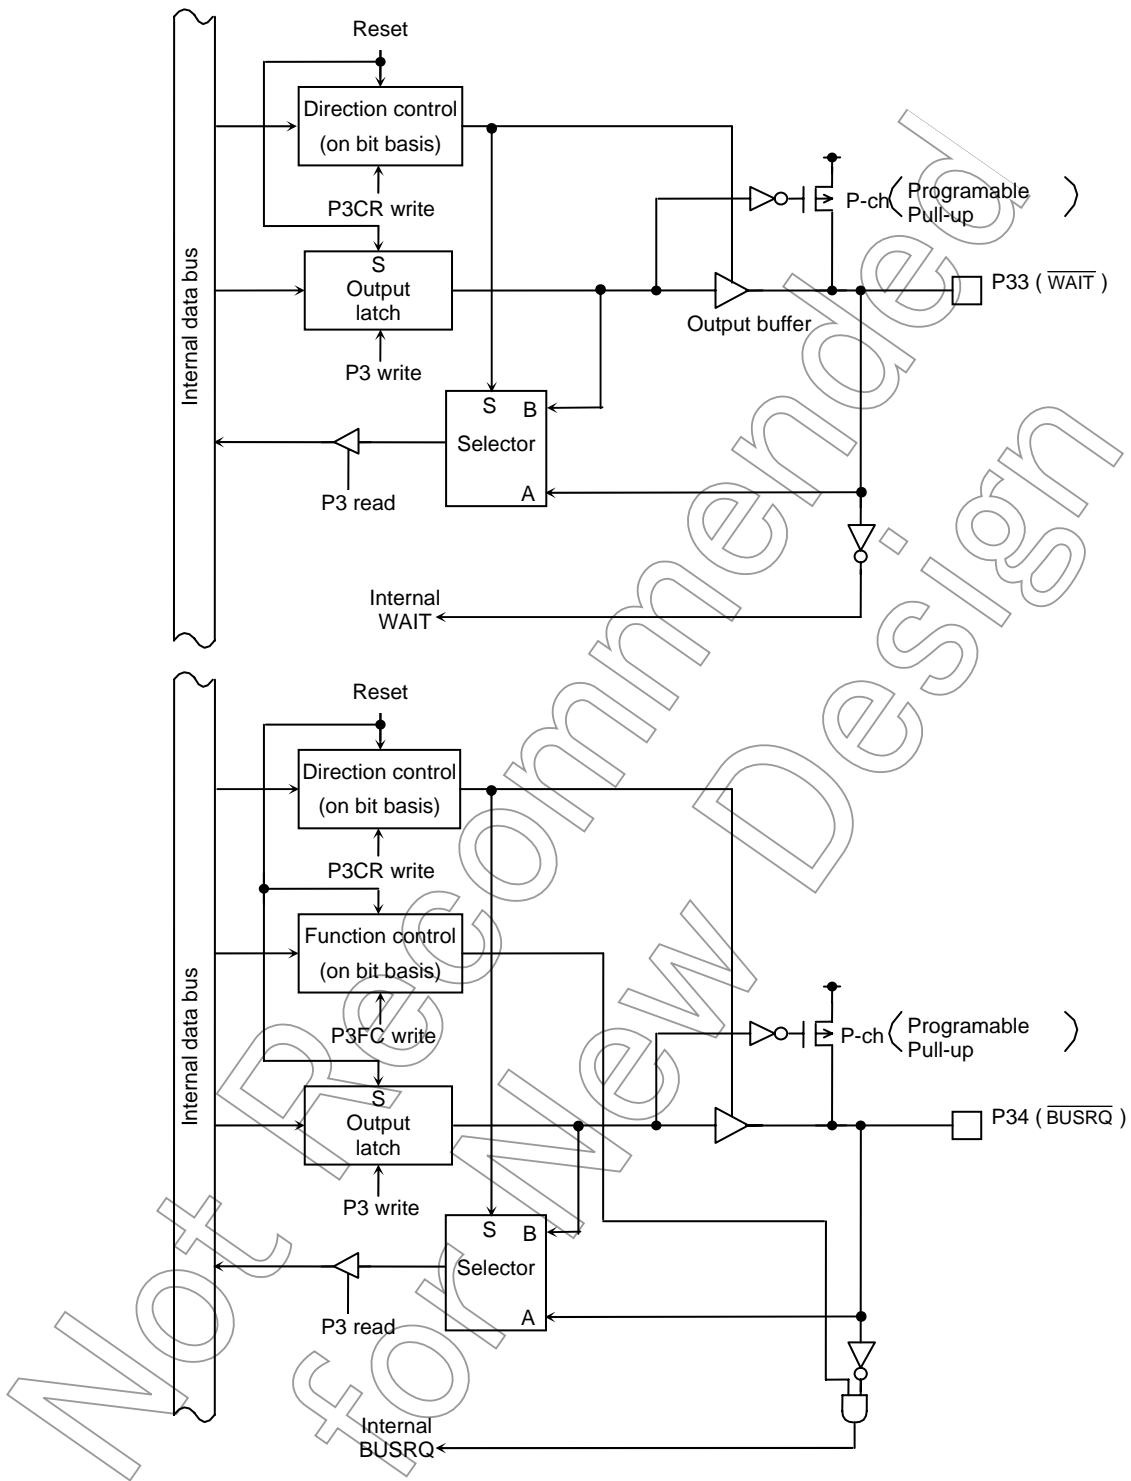 Reset
Direction control
(on bit basis)
P3CR write
P-ch (Programable
Pull-up )
S
Output
latch
P33 (WAIT)
Output buffer
P3 write
Internal data bus
S B
Selector
A
P3 read
Internal
WAIT
Reset
Direction control
(on bit basis)
P3CR write
Function control
(on bit basis)
P3FC write
P-ch (Programable
Pull-up )
Internal data bus
S
Output
latch
P34 (BUSRQ)
P3 write
S B
Selector
A
P3 read
Internal
BUSRQ
Not Recommended
for New Design